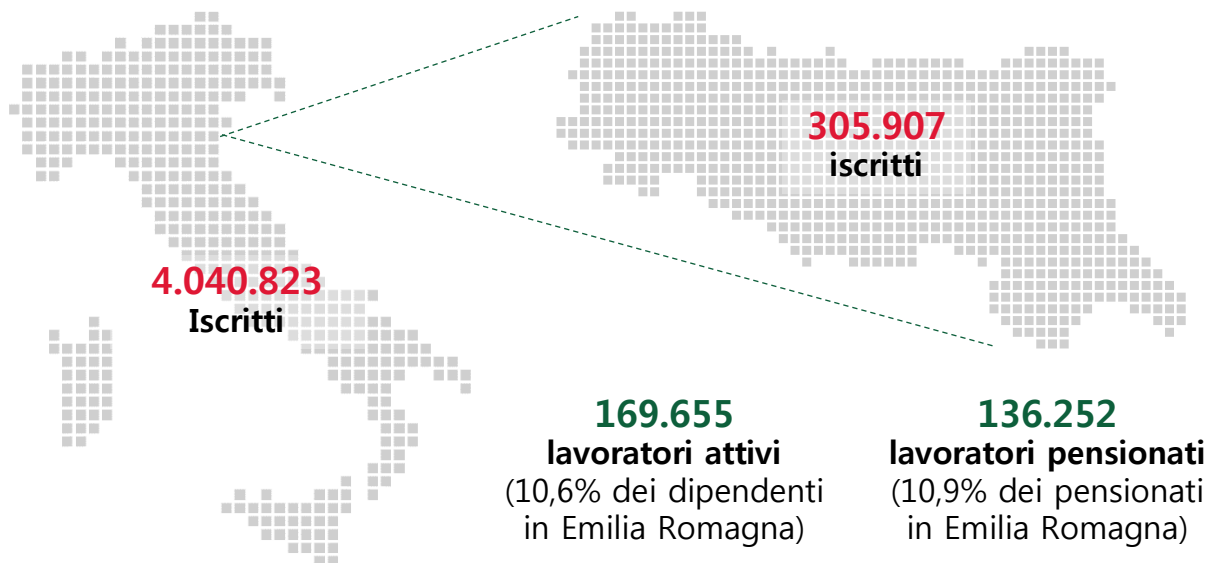 305.907
iscritti
4.040.823
Iscritti
169.655
lavoratori attivi
(10,6% dei dipendenti
in Emilia Romagna)
136.252
lavoratori pensionati
(10,9% dei pensionati
in Emilia Romagna)